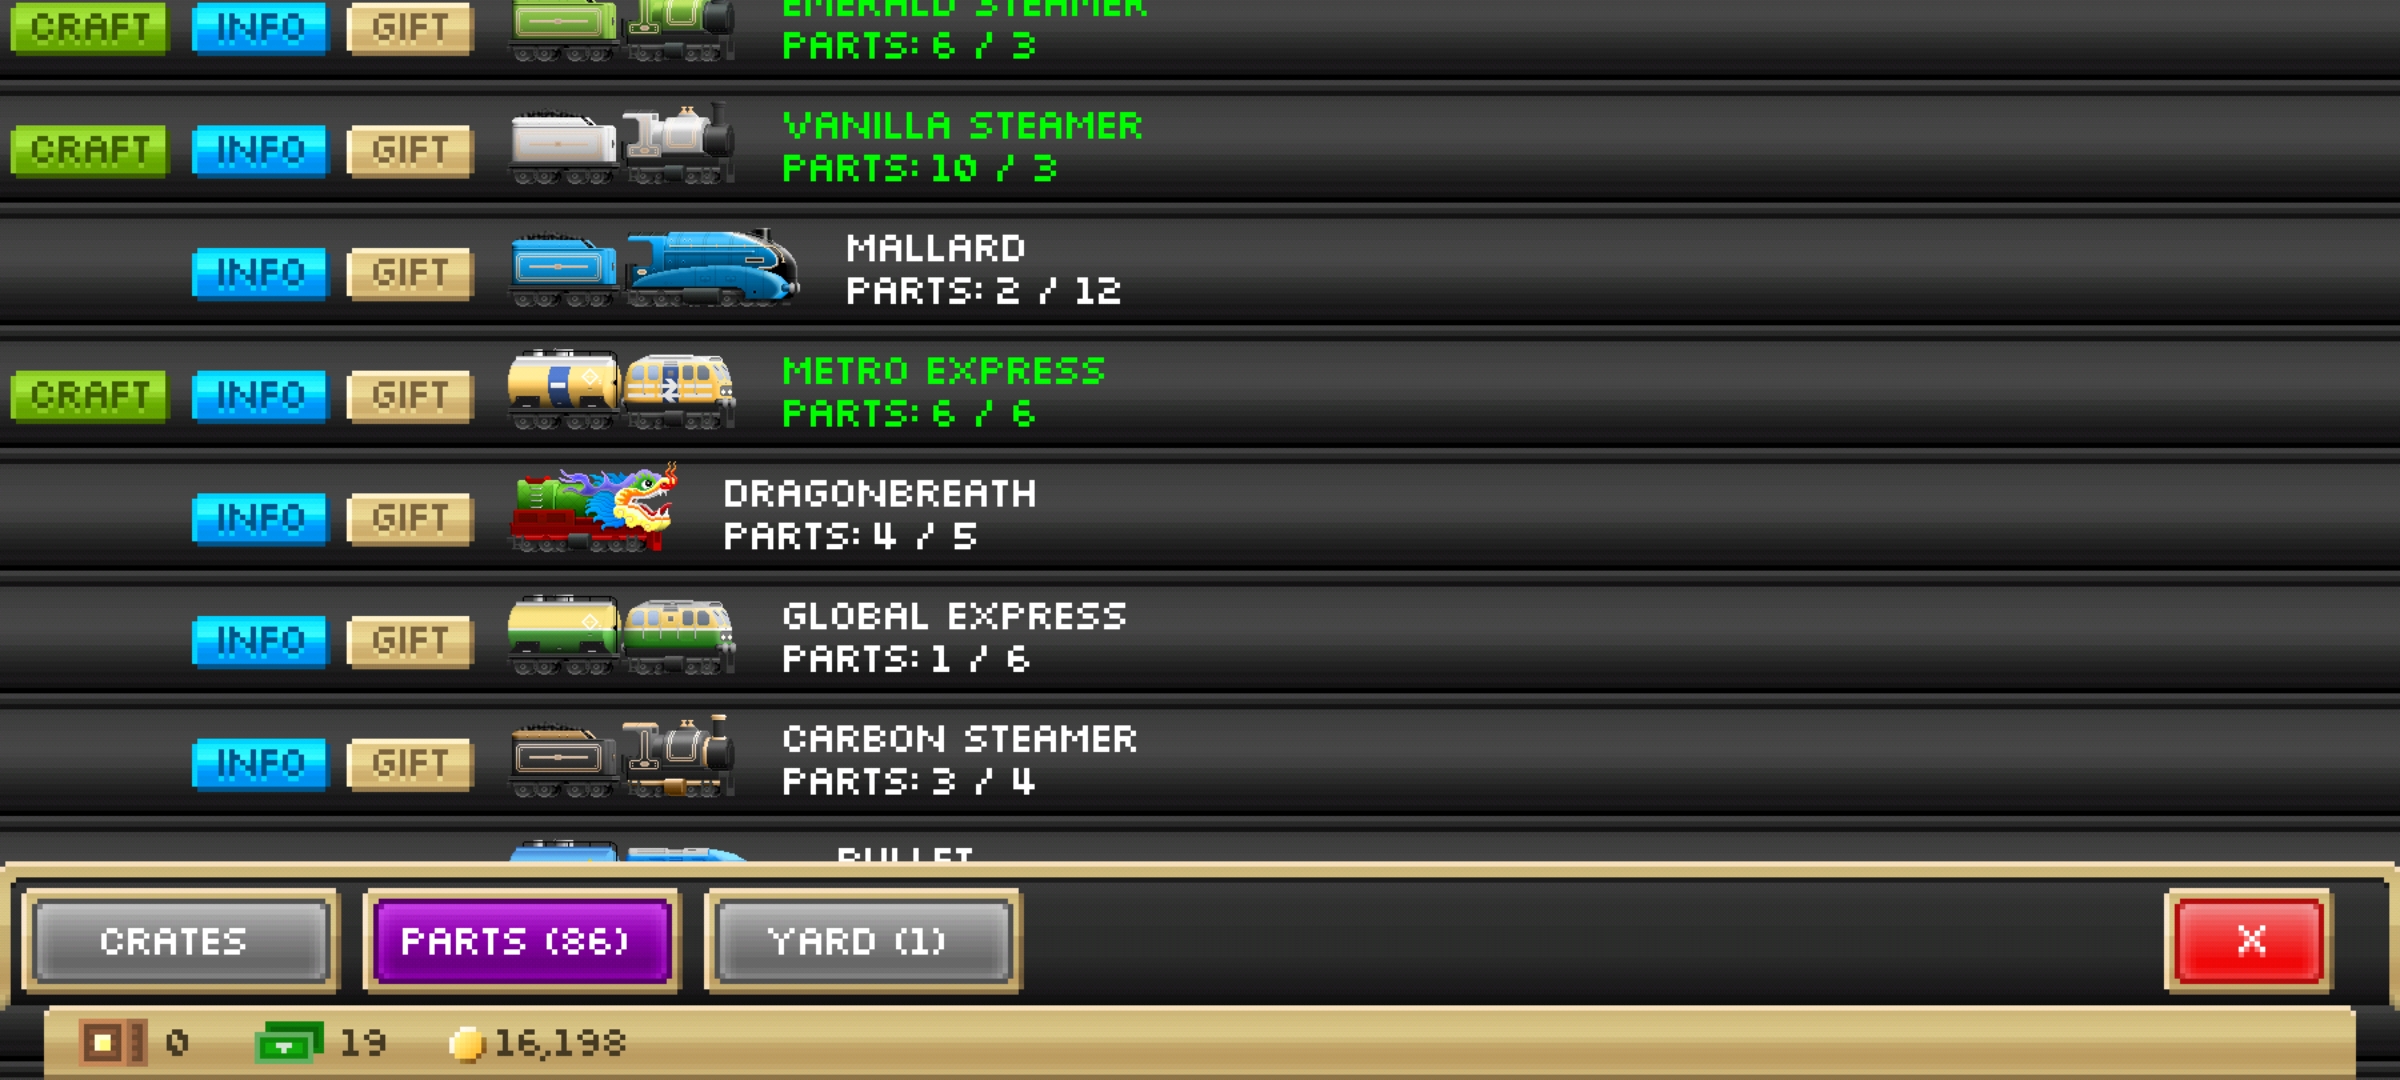 CRAFT INFO GIFT EMERALD STEAMER
PARTS: 6 / 3
CRAFT INFO GIFT VANILLA STEAMER
PARTS: 10 / 3
INFO GIFT MALLARD
PARTS: 2 / 12
CRAFT INFO GIFT METRO EXPRESS
PARTS: 6 / 6
INFO GIFT DRAGONBREATH
PARTS: 4 / 5
INFO GIFT GLOBAL EXPRESS
PARTS: 1 / 6
INFO GIFT CARBON STEAMER
PARTS: 3 / 4
BULLET
CRATES PARTS (86) YARD (1) X
0 19 16,198